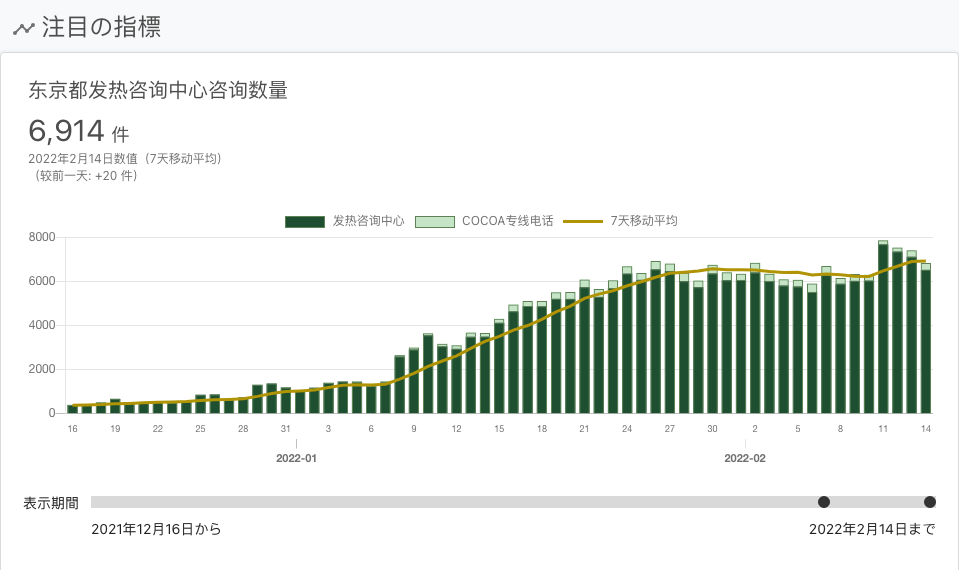 注目の指標
东京都发热咨询中心咨询数量
6,914 件
2022年2月14日数值（7天移动平均）
（较前一天: +20 件）
发热咨询中心 COCOA专线电话 7天移动平均
8000
6000
4000
2000
0
16 19 22 25 28 31 3 6 9 12 15 18 21 24 27 30 2 5 8 11 14
2022-01 2022-02
表示期間
2021年12月16日から 2022年2月14日まで